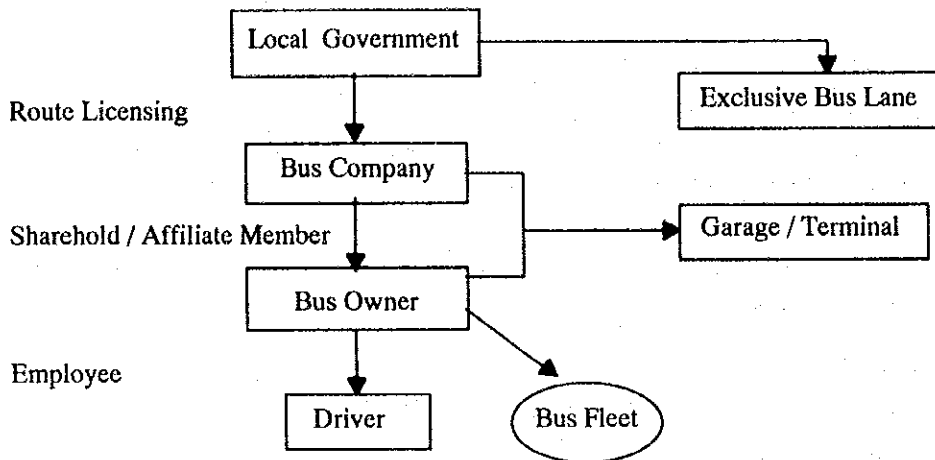 Local Government
Exclusive Bus Lane
Route Licensing
Bus Company
Garage / Terminal
Sharehold / Affiliate Member
Bus Owner
Employee
Driver
Bus Fleet